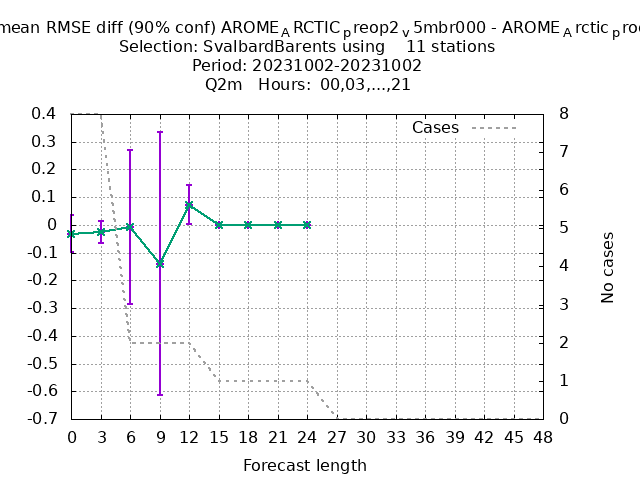 mean RMSE diff (90% conf) AROME_ARCTIC_preop2_v5mbr000 - AROME_Arctic_pro
Selection: SvalbardBarents using 11 stations
Period: 20231002-20231002
Q2m Hours: 00,03,...,21
Cases
0.4
0.3
0.2
0.1
0
-0.1
-0.2
-0.3
-0.4
-0.5
-0.6
-0.7
8
7
6
5
4
3
2
1
0
No cases
0 3 6 9 12 15 18 21 24 27 30 33 36 39 42 45 48
Forecast length